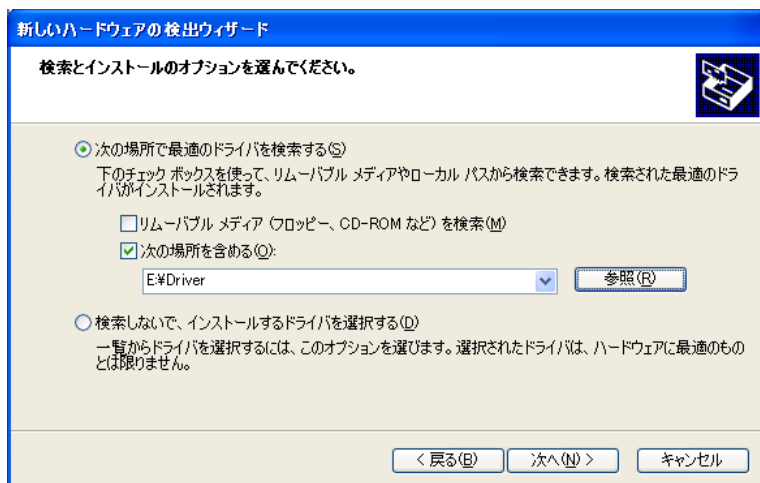 新しいハードウェアの検出ウィザード
検索とインストールのオプションを選んでください。
次の場所で最適のドライバを検索する(S)
下のチェック ボックスを使って、リムーバブル メディアやローカル パスから検索できます。検索された最適のドラ
イバがインストールされます。
リムーバブル メディア (フロッピー、CD-ROM など) を検索(M)
次の場所を含める(O):
E:¥Driver
参照(R)
検索しないで、インストールするドライバを選択する(D)
一覧からドライバを選択するには、このオプションを選びます。選択されたドライバは、ハードウェアに最適のもの
とは限りません。
< 戻る(B)
次へ(N) >
キャンセル